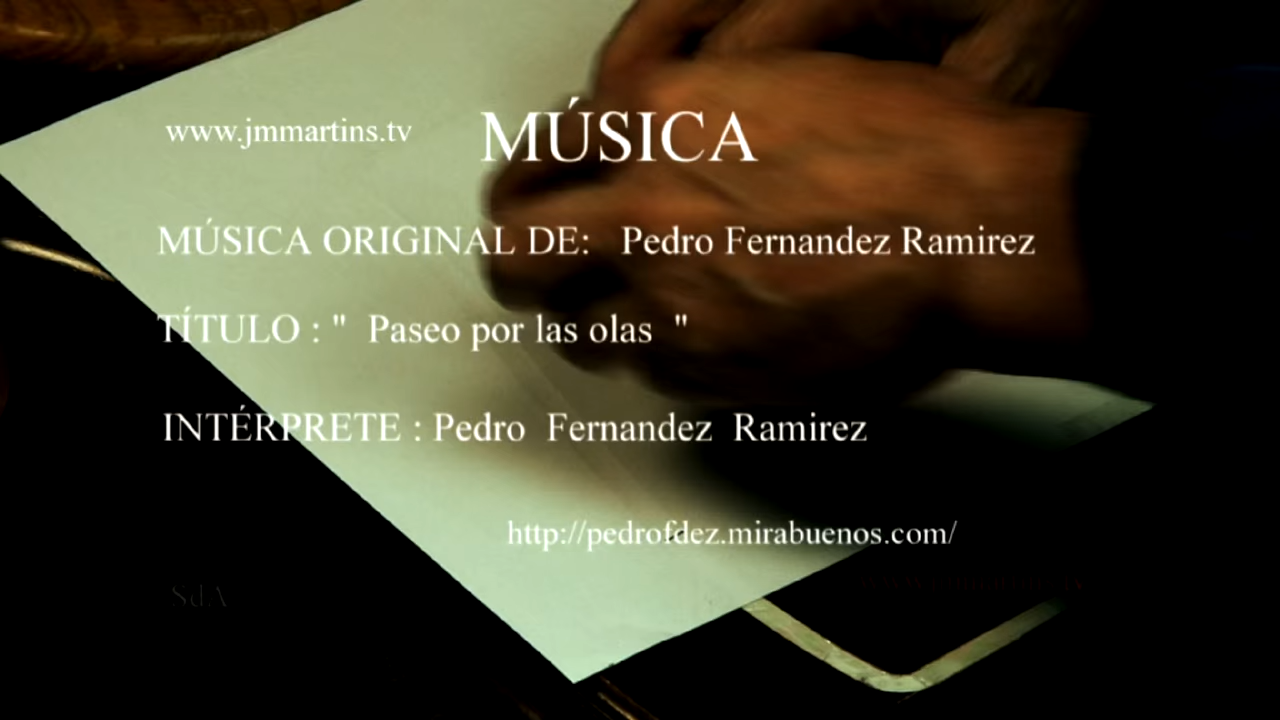 www.jmmartins.tv
MÚSICA
MÚSICA ORIGINAL DE: Pedro Fernandez Ramirez
TÍTULO : " Paseo por las olas "
INTÉRPRETE : Pedro Fernandez Ramirez
http://pedrofdez.mirabuenos.com/
SdA